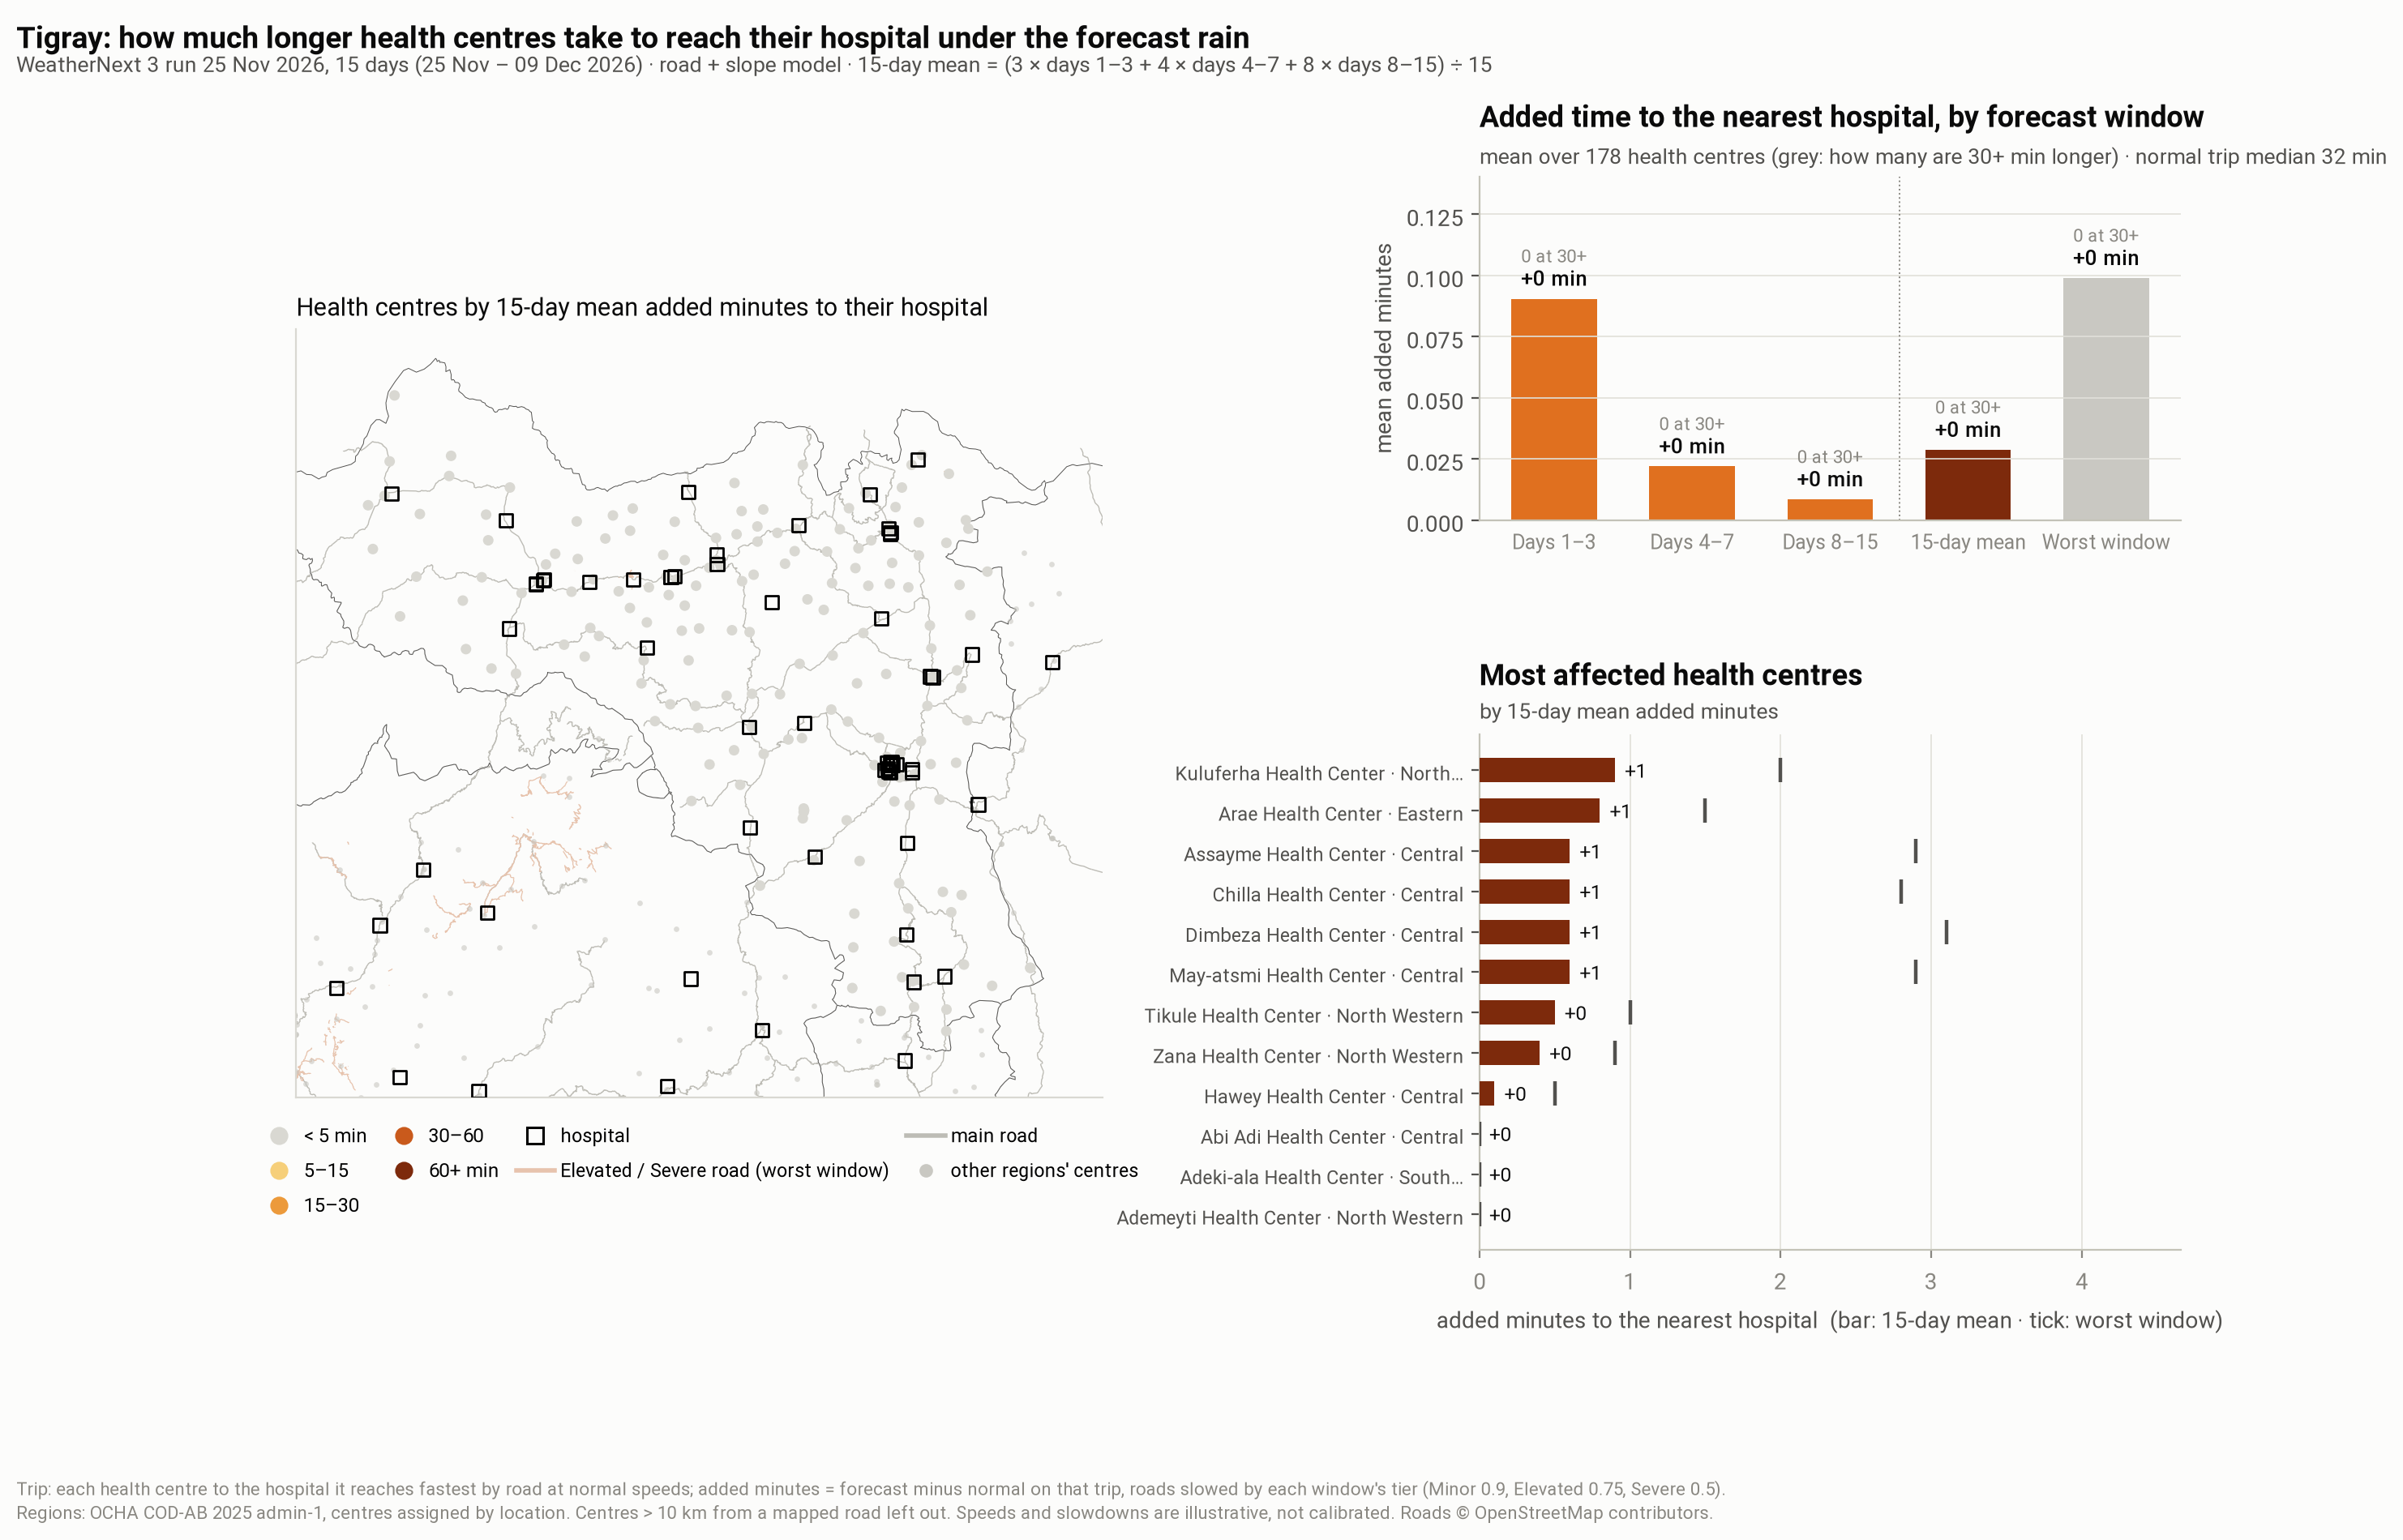 Tigray: how much longer health centres take to reach their hospital under the forecast rain
WeatherNext 3 run 25 Nov 2026, 15 days (25 Nov – 09 Dec 2026) · road + slope model · 15-day mean = (3 × days 1–3 + 4 × days 4–7 + 8 × days 8–15) ÷ 15
Health centres by 15-day mean added minutes to their hospital
< 5 min
30–60
hospital
main road
5–15
60+ min
Elevated / Severe road (worst window)
other regions' centres
15–30
Added time to the nearest hospital, by forecast window
mean over 178 health centres (grey: how many are 30+ min longer) · normal trip median 32 min
mean added minutes
0.125
0.100
0.075
0.050
0.025
0.000
0 at 30+
+0 min
0 at 30+
+0 min
0 at 30+
+0 min
0 at 30+
+0 min
0 at 30+
+0 min
Days 1–3
Days 4–7
Days 8–15
15-day mean
Worst window
Most affected health centres
by 15-day mean added minutes
Kuluferha Health Center · North... +1
Arae Health Center · Eastern +1
Assayme Health Center · Central +1
Chilla Health Center · Central +1
Dimbeza Health Center · Central +1
May-atsmi Health Center · Central +1
Tikule Health Center · North Western +0
Zana Health Center · North Western +0
Hawey Health Center · Central +0
Abi Adi Health Center · Central +0
Adeki-ala Health Center · South... +0
Ademeyti Health Center · North Western +0
0 1 2 3 4
added minutes to the nearest hospital (bar: 15-day mean · tick: worst window)
Trip: each health centre to the hospital it reaches fastest by road at normal speeds; added minutes = forecast minus normal on that trip, roads slowed by each window's tier (Minor 0.9, Elevated 0.75, Severe 0.5).
Regions: OCHA COD-AB 2025 admin-1, centres assigned by location. Centres > 10 km from a mapped road left out. Speeds and slowdowns are illustrative, not calibrated. Roads © OpenStreetMap contributors.